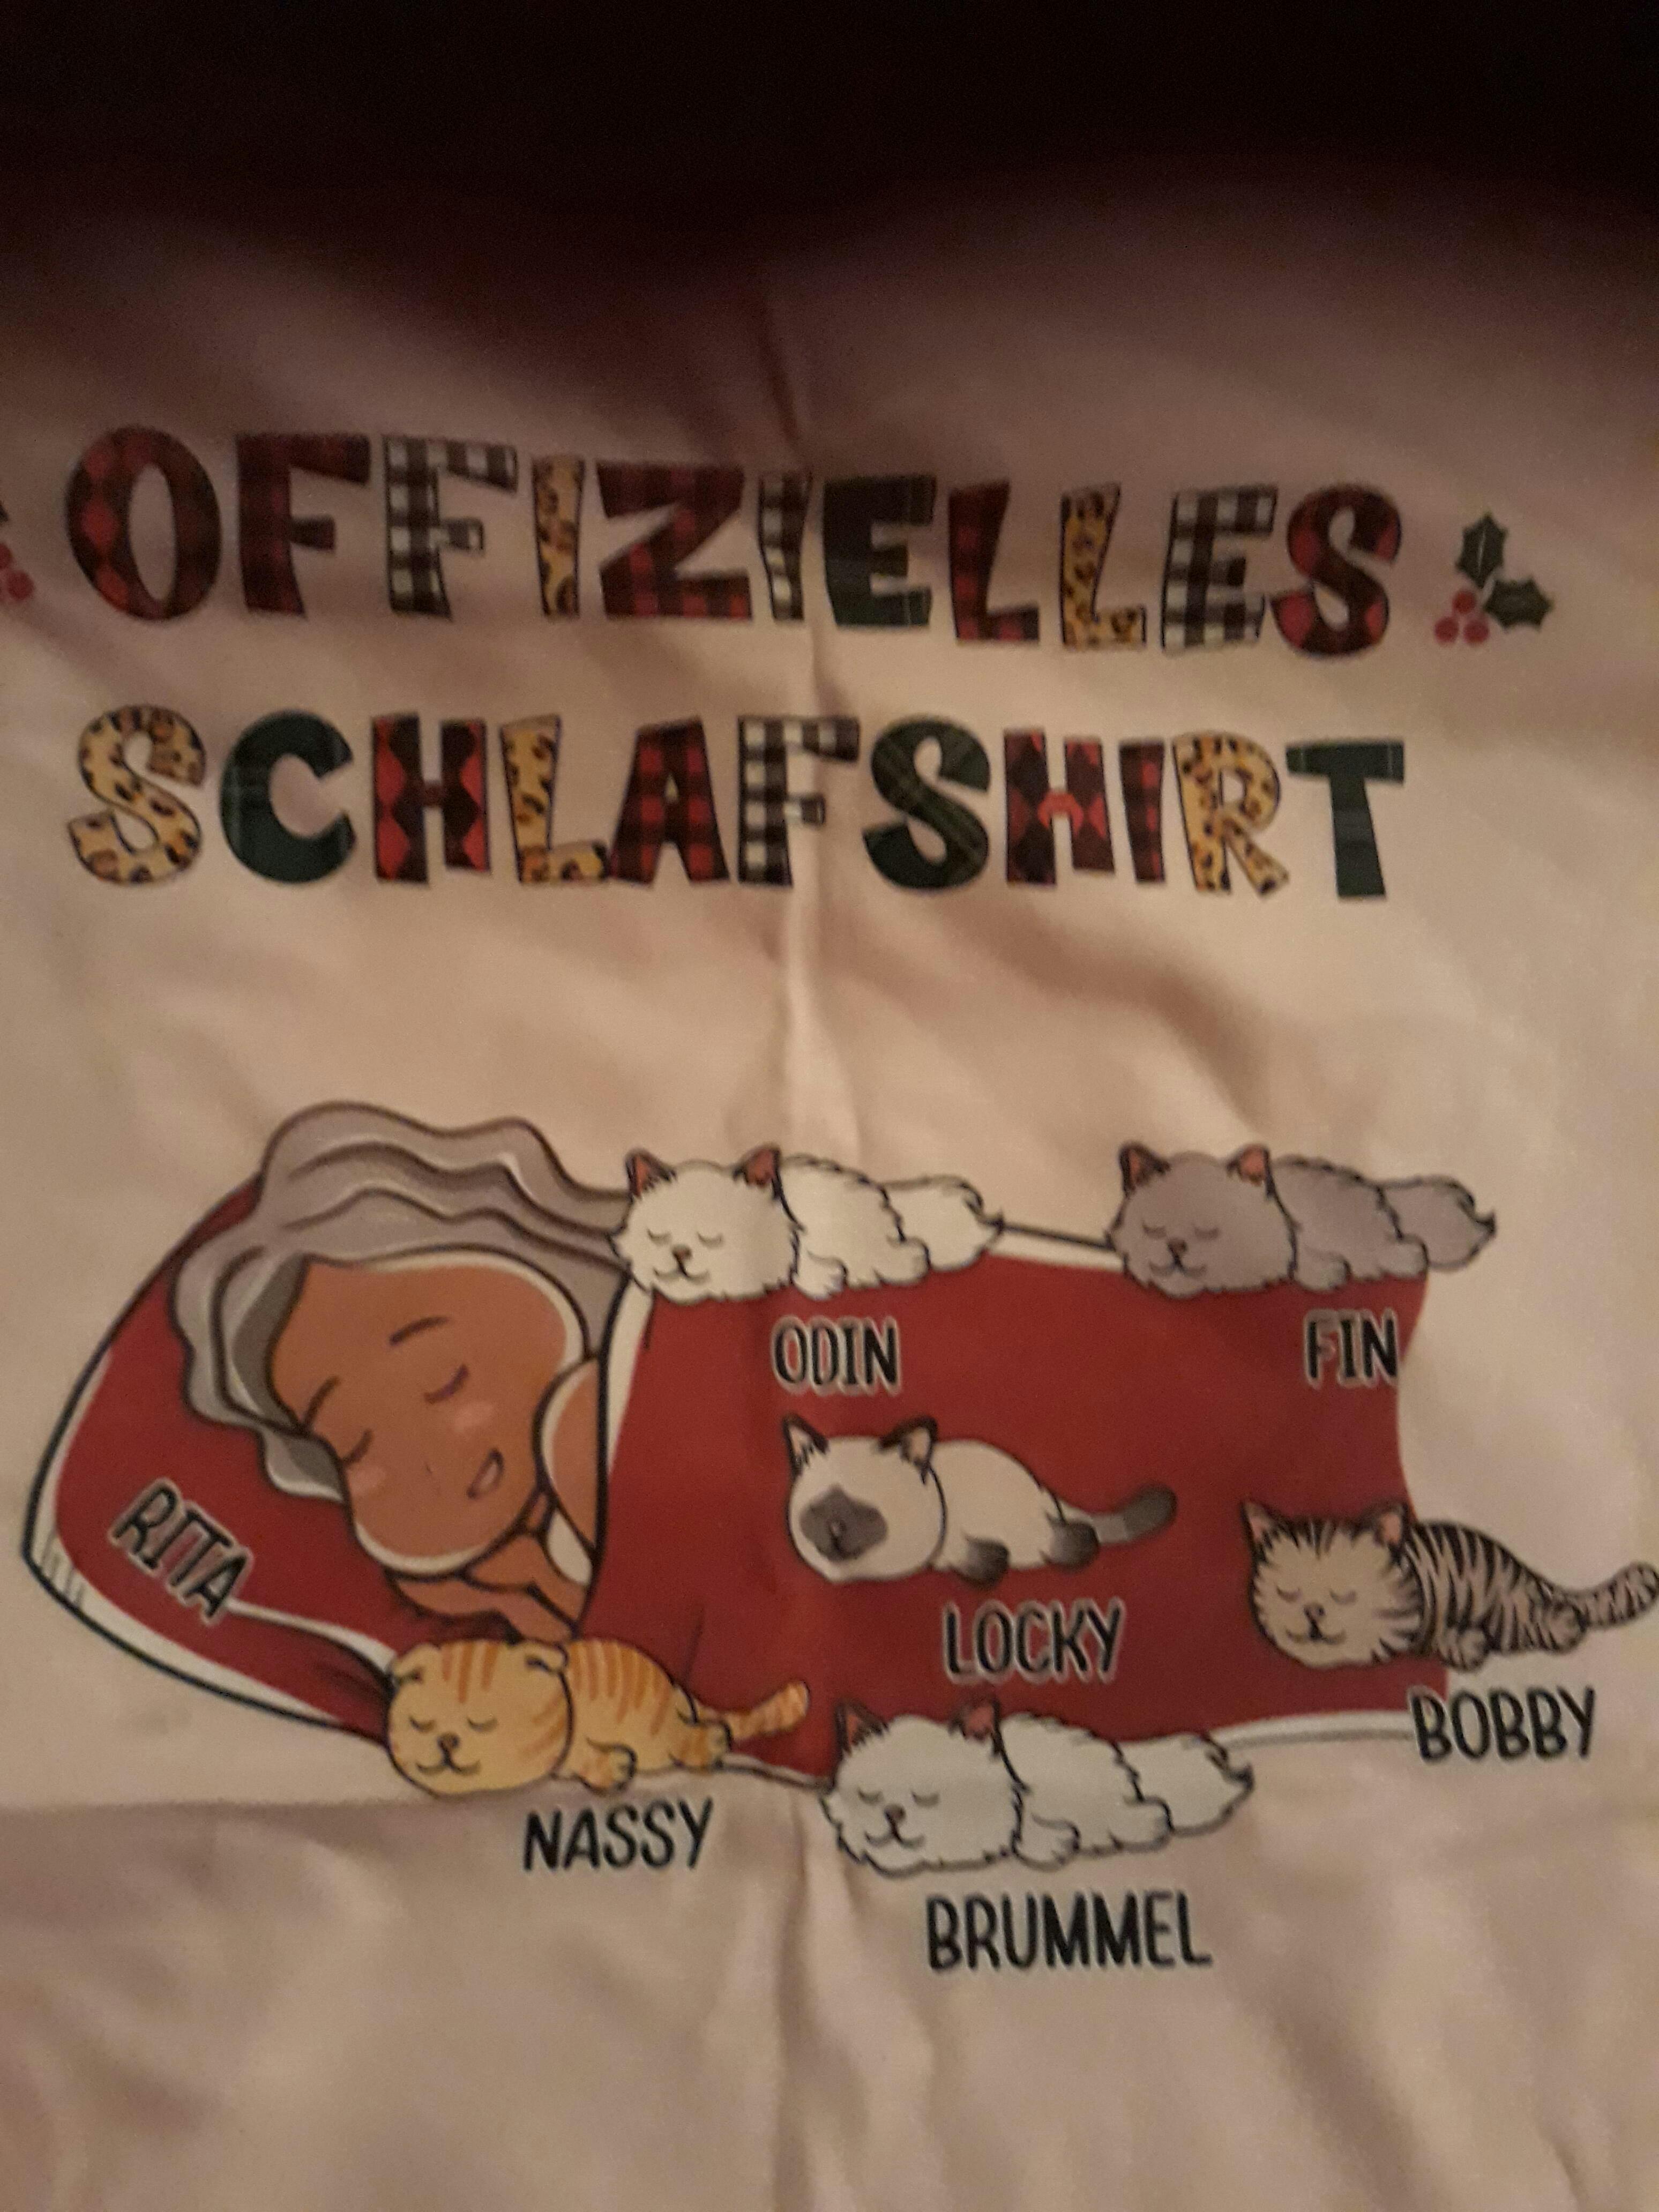 OFFIZIELLES
SCHLAFSHIRT
ODIN
FIN
RITA
LOCKY
BOBBY
NASSY
BRUMMEL